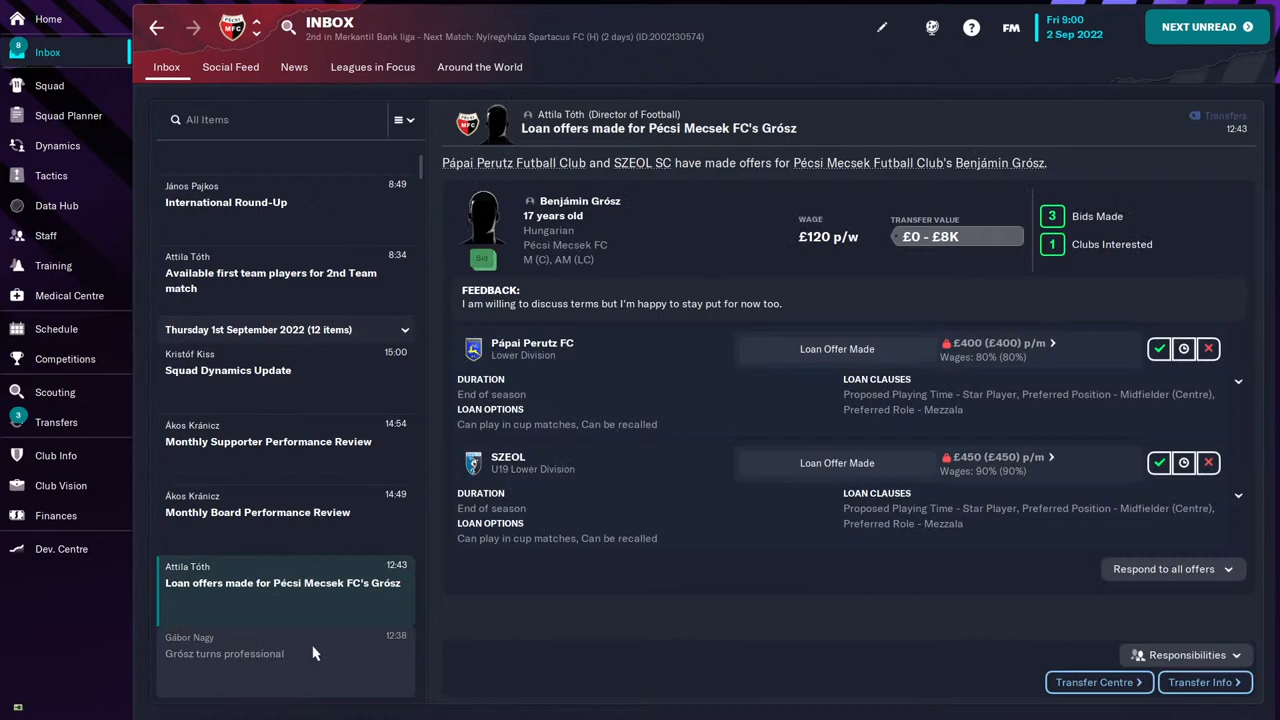 Home
8
Inbox
Squad
Squad Planner
Dynamics
Tactics
Data Hub
Staff
Training
Medical Centre
Schedule
Competitions
Scouting
3
Transfers
Club Info
Club Vision
Finances
Dev. Centre
INBOX
2nd in Merkantil Bank liga - Next Match: Nyíregyháza Spartacus FC (H) (2 days) (ID:2002130574)
FM
Fri 9:00
2 Sep 2022
NEXT UNREAD
Inbox
Social Feed
News
Leagues in Focus
Around the World
All Items
János Pajkos 8:49
International Round-Up
Attila Tóth 8:34
Available first team players for 2nd Team
match
Thursday 1st September 2022 (12 items)
Kristóf Kiss 15:00
Squad Dynamics Update
Ákos Kránicz 14:54
Monthly Supporter Performance Review
Ákos Kránicz 14:49
Monthly Board Performance Review
Attila Tóth 12:43
Loan offers made for Pécsi Mecsek FC's Grósz
Gábor Nagy 12:38
Grósz turns professional
Attila Tóth (Director of Football)
Loan offers made for Pécsi Mecsek FC's Grósz
Transfers
12:43
Pápai Perutz Futball Club and SZEOL SC have made offers for Pécsi Mecsek Futball Club's Benjámin Grósz.
Benjámin Grósz
17 years old
Hungarian
Pécsi Mecsek FC
M (C), AM (LC)
Bid
WAGE
£120 p/w
TRANSFER VALUE
£0 - £8K
3 Bids Made
1 Clubs Interested
FEEDBACK:
I am willing to discuss terms but I'm happy to stay put for now too.
Pápai Perutz FC
Lower Division
Loan Offer Made
£400 (£400) p/m
Wages: 80% (80%)
DURATION
End of season
LOAN OPTIONS
Can play in cup matches, Can be recalled
LOAN CLAUSES
Proposed Playing Time - Star Player, Preferred Position - Midfielder (Centre),
Preferred Role - Mezzala
SZEOL
U19 Lower Division
Loan Offer Made
£450 (£450) p/m
Wages: 90% (90%)
DURATION
End of season
LOAN OPTIONS
Can play in cup matches, Can be recalled
LOAN CLAUSES
Proposed Playing Time - Star Player, Preferred Position - Midfielder (Centre),
Preferred Role - Mezzala
Respond to all offers
Responsibilities
Transfer Centre
Transfer Info